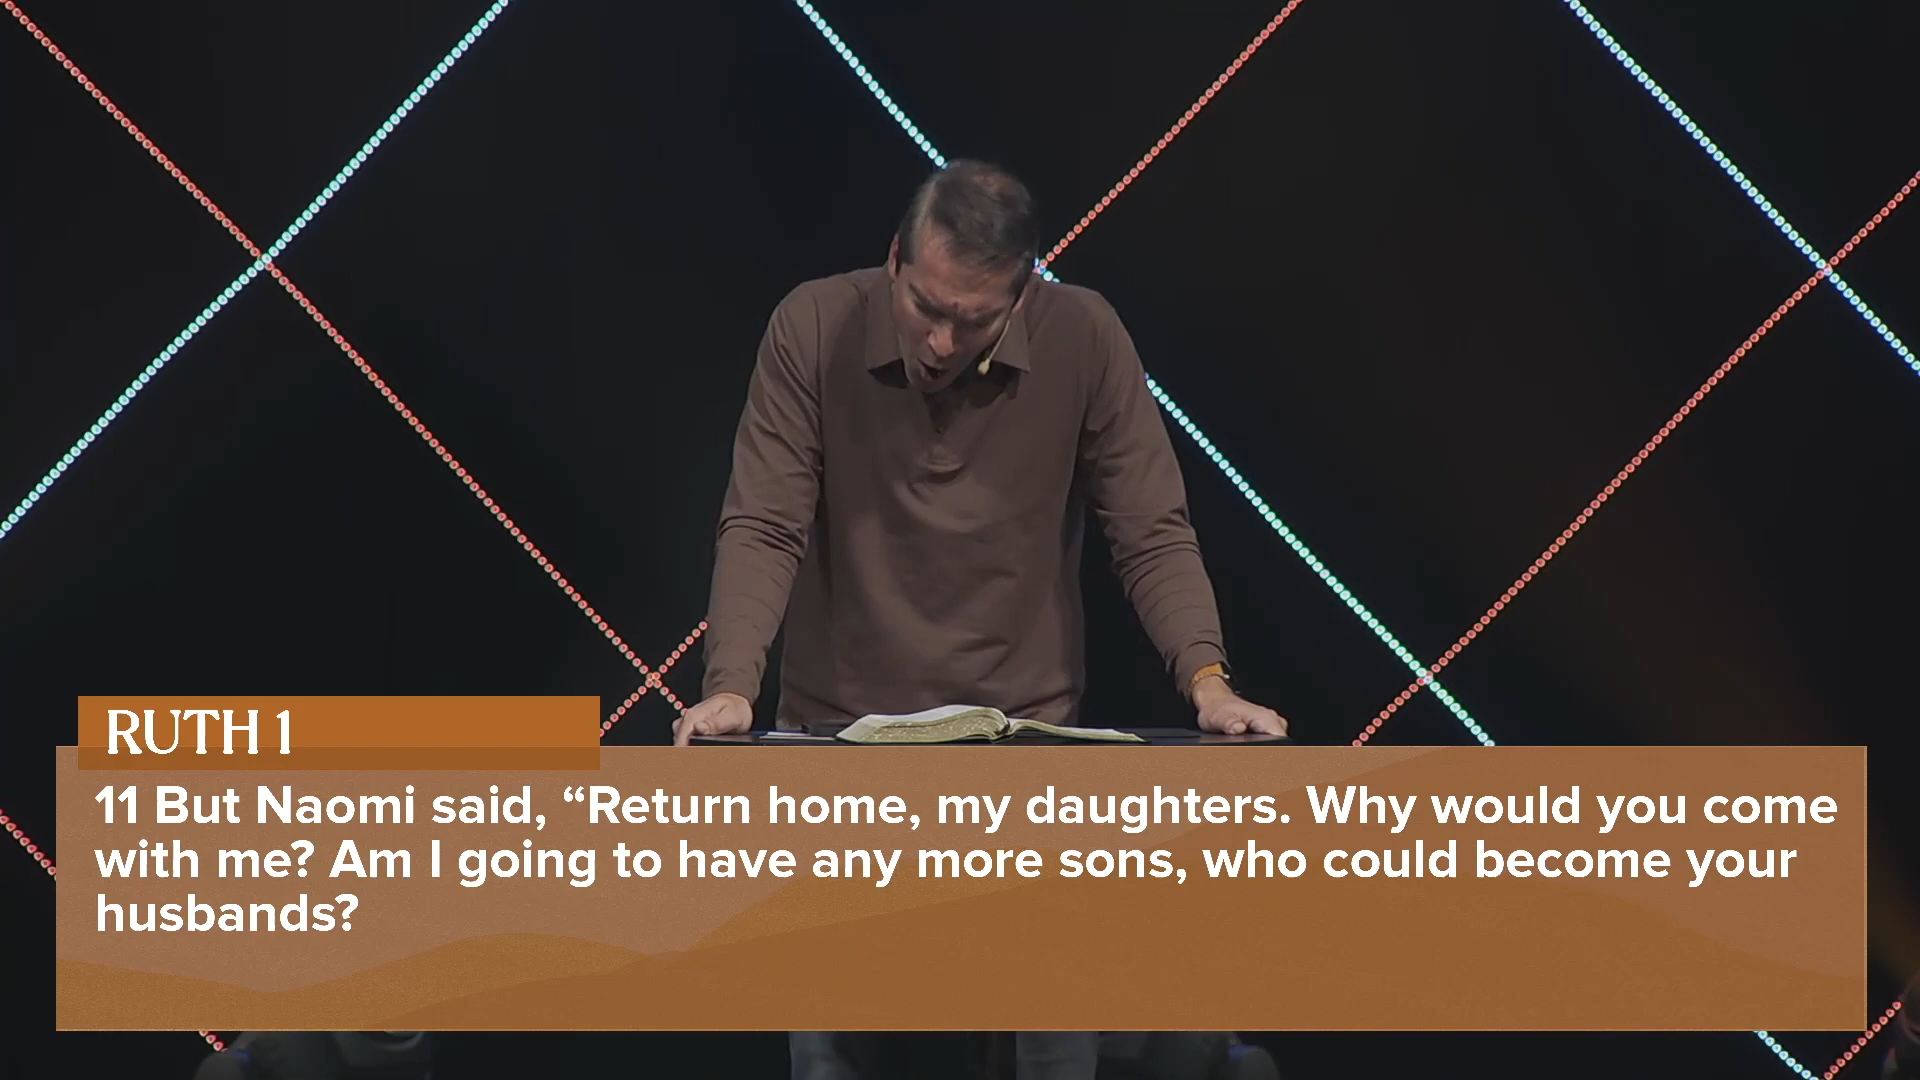 RUTH 1
11 But Naomi said, “Return home, my daughters. Why would you come
with me? Am I going to have any more sons, who could become your
husbands?